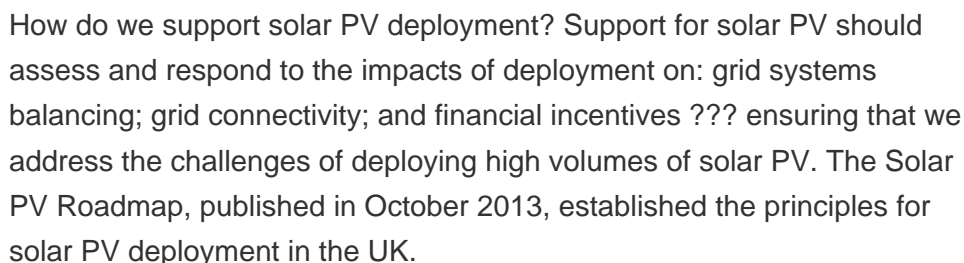 How do we support solar PV deployment? Support for solar PV should
assess and respond to the impacts of deployment on: grid systems
balancing; grid connectivity; and financial incentives ??? ensuring that we
address the challenges of deploying high volumes of solar PV. The Solar
PV Roadmap, published in October 2013, established the principles for
solar PV deployment in the UK.